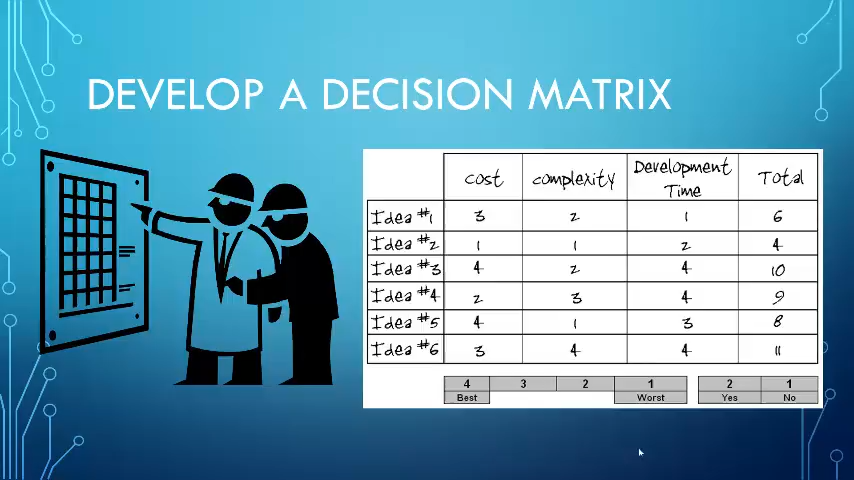 DEVELOP A DECISION MATRIX
cost complexity Development Time Total
Idea #1 3 2 1 6
Idea #2 1 1 2 4
Idea #3 4 2 4 10
Idea #4 2 3 4 9
Idea #5 4 1 3 8
Idea #6 3 4 4 11
4 3 2 1 2 1
Best Worst Yes No